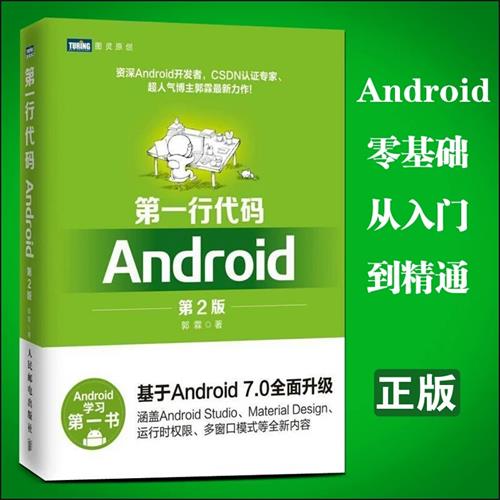 TURING 图灵原创
资深Android开发者，CSDN认证专家、
超人气博主郭霖最新力作！
第一行代码
Android
第2版
郭霖◎著
Android
学习
第一书
基于Android 7.0全面升级
涵盖Android Studio、Material Design、
运行时权限、多窗口模式等全新内容
第一行代码 Android 第2版 郭霖 著
人民邮电出版社
Android
零基础
从入门
到精通
正版